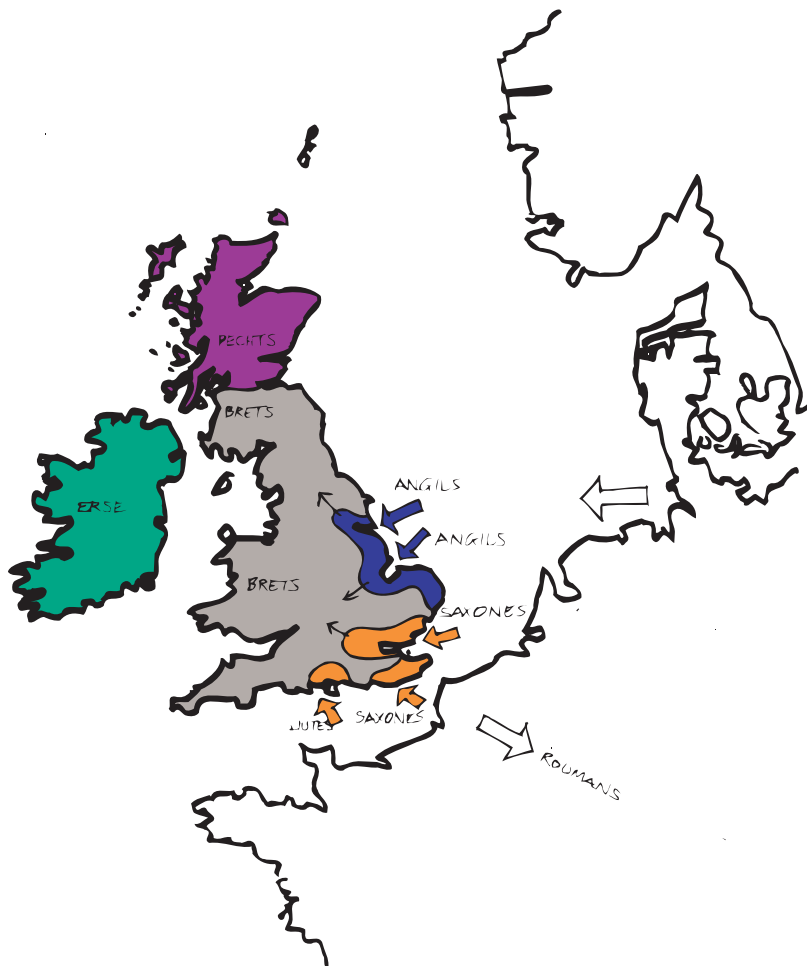 PECHTS
BRETS
ANGILS
ERSE
ANGILS
BRETS
SAXONES
SAXONES
JUTES
ROUMANS